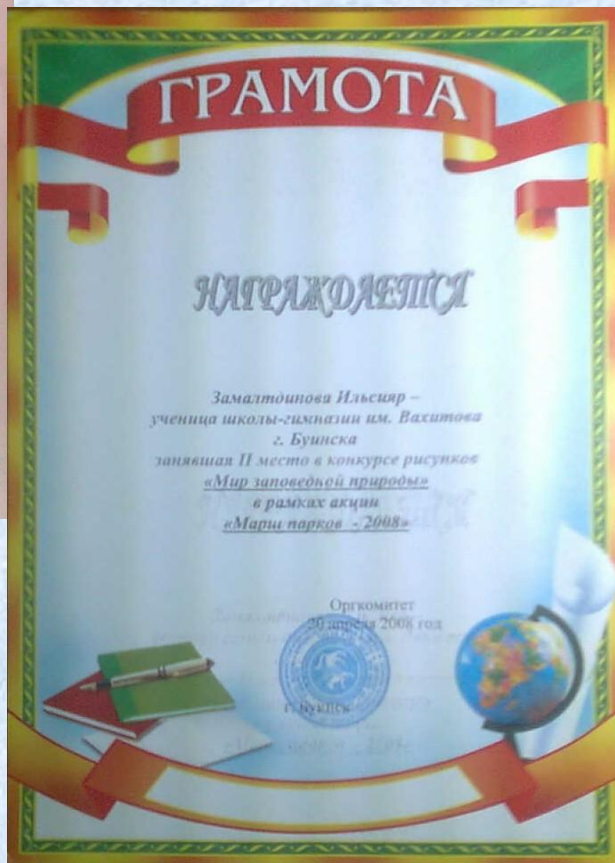 ГРАМОТА
НАГРАЖДАЕТСЯ
Замалтдинова Ильсияр –
ученица школы-гимназии им. Вахитова
г. Буинска
занявшая II место в конкурсе рисунков
«Мир заповедной природы»
в рамках акции
«Марш парков - 2008»
Оргкомитет
20 апреля 2008 год
г. Буинск